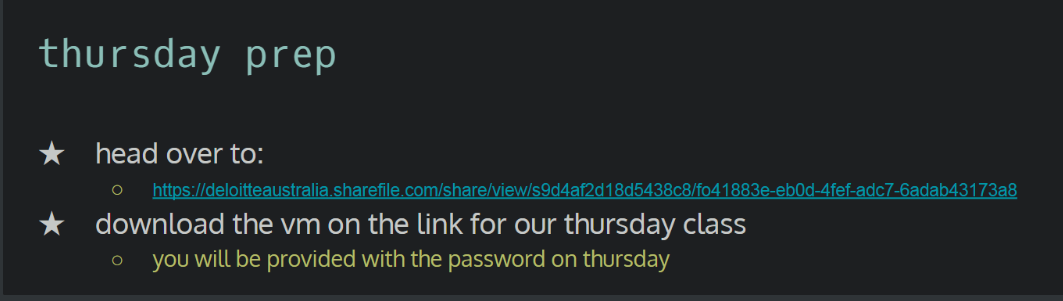 thursday prep
★ head over to:
○ https://deloitteaustralia.sharefile.com/share/view/s9d4af2d18d5438c8/fo41883e-eb0d-4fef-adc7-6adab43173a8
★ download the vm on the link for our thursday class
○ you will be provided with the password on thursday